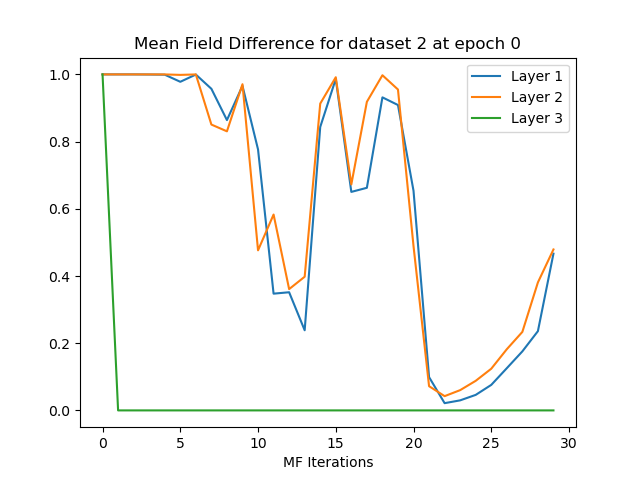 Mean Field Difference for dataset 2 at epoch 0
Layer 1
Layer 2
Layer 3
1.0
0.8
0.6
0.4
0.2
0.0
0 5 10 15 20 25 30
MF Iterations